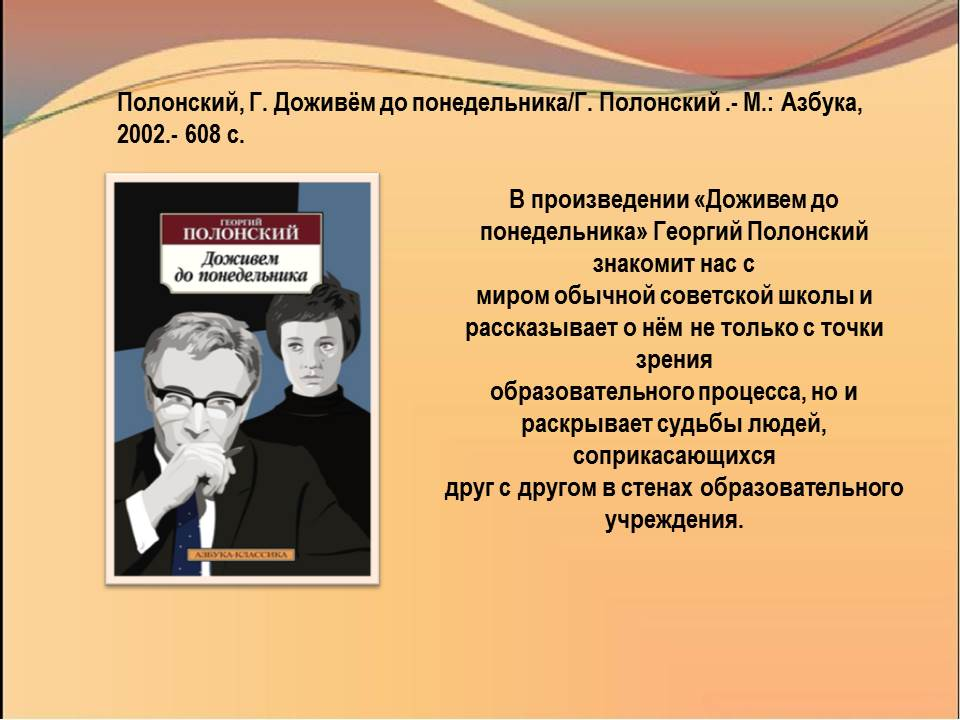 Полонский, Г. Доживём до понедельника/Г. Полонский .- М.: Азбука,
2002.- 608 с.
ГЕОРГИЙ
ПОЛОНСКИЙ
Доживем
до понедельника
АЗБУКА-КЛАССИКА
В произведении «Доживем до
понедельника» Георгий Полонский
знакомит нас с
миром обычной советской школы и
рассказывает о нём не только с точки
зрения
образовательного процесса, но и
раскрывает судьбы людей,
соприкасающихся
друг с другом в стенах образовательного
учреждения.